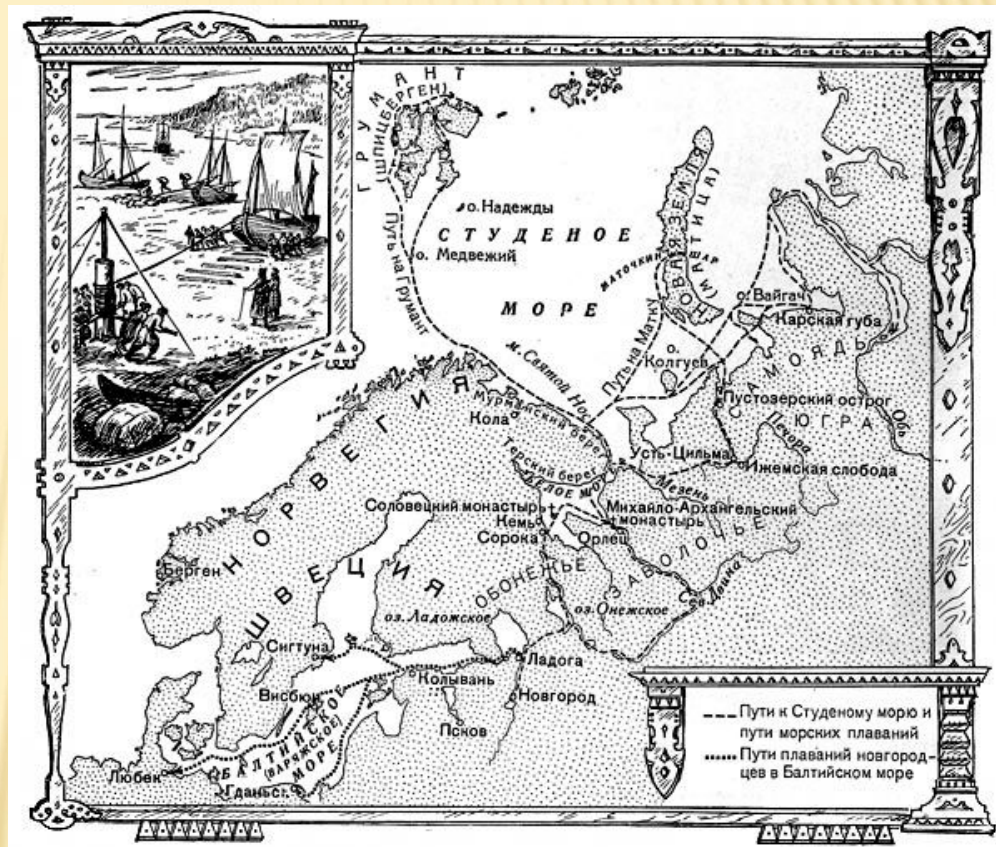 ГРУМАНТ
(ШПИЦБЕРГЕН)
Путь на Грумант
о. Надежды
СТУДЕНОЕ
о. Медвежий
МОРЕ
НОВАЯ ЗЕМЛЯ
(МАТИЦА)
МАТОЧКИН ШАР
о. Вайгач
Карская губа
Путь на Матку
о.
Колгуев
м. Святой Нос
САМОЯДЬ
Пустозерский острог
ЮГРА
Обь
Печора
Мурманский берег
Кола
Терский берег
Усть-Цильма
Ижемская слобода
БЕЛОЕ МОРЕ
Мезень
Соловецкий монастырь
Михайло-Архангельский
монастырь
Кемь
Сорока
Орлец
НОРВЕГИЯ
Берген
ШВЕЦИЯ
ОБОНЕЖЬЕ
ЗАВОЛОЧЬЕ
Сев. Двина
оз. Онежское
оз. Ладожское
Сигтуна
Ладога
Колывань
Висбюн
Новгород
Псков
БАЛТИЙСКОЕ
(ВАРЯЖСКОЕ)
МОРЕ
Любек
Гданьск
Пути к Студеному морю и
пути морских плаваний
Пути плаваний новгород-
цев в Балтийском море